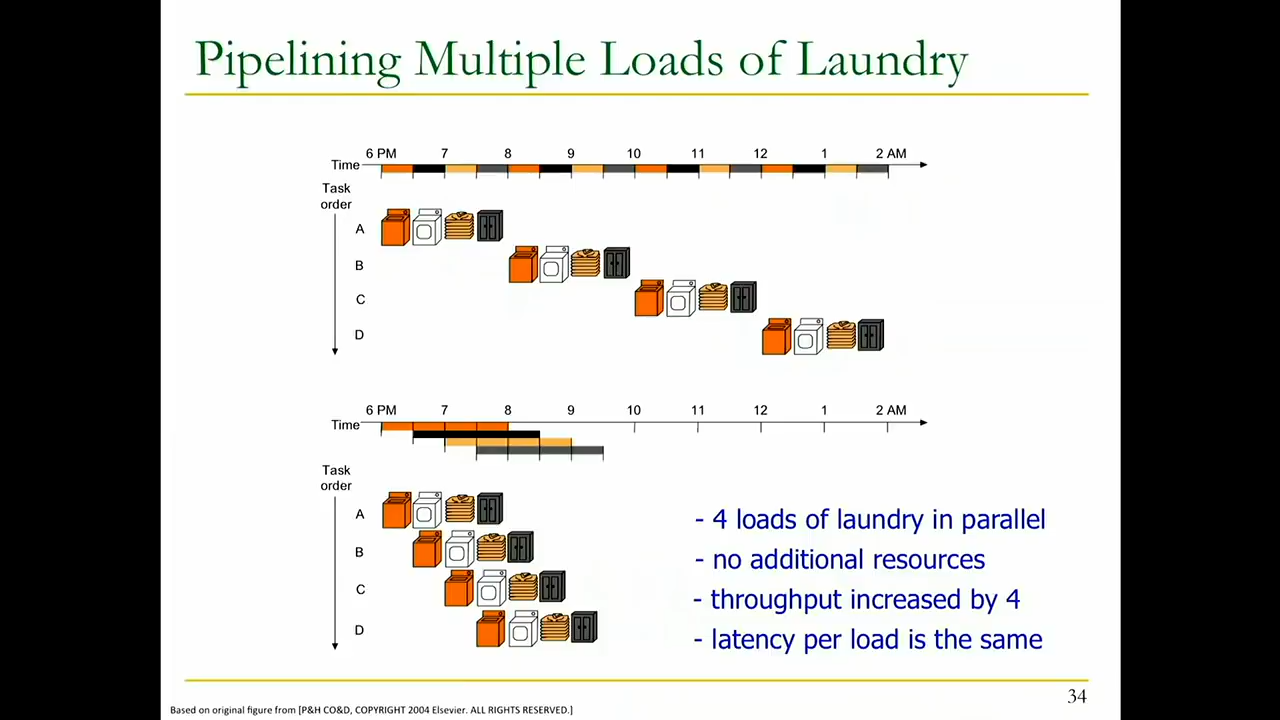 Pipelining Multiple Loads of Laundry
6 PM 7 8 9 10 11 12 1 2 AM
Time
Task
order
A
B
C
D
6 PM 7 8 9 10 11 12 1 2 AM
Time
Task
order
A
B
C
D
- 4 loads of laundry in parallel
- no additional resources
- throughput increased by 4
- latency per load is the same
34
Based on original figure from [P&H CO&D, COPYRIGHT 2004 Elsevier. ALL RIGHTS RESERVED.]